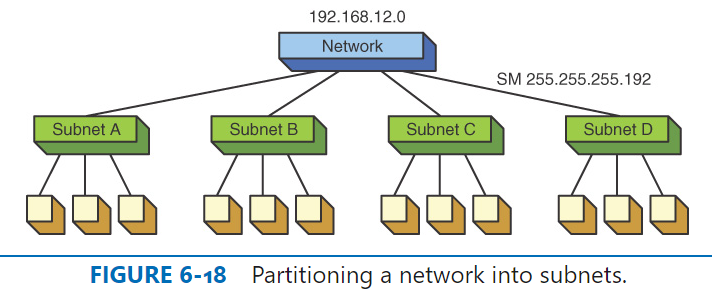 192.168.12.0
Network
SM 255.255.255.192
Subnet A
Subnet B
Subnet C
Subnet D
FIGURE 6-18 Partitioning a network into subnets.